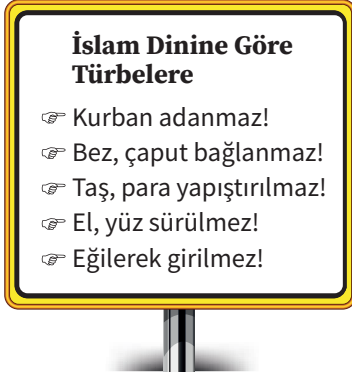 İslam Dinine Göre
Türbelere
☞ Kurban adanmaz!
☞ Bez, çaput bağlanmaz!
☞ Taş, para yapıştırılmaz!
☞ El, yüz sürülmez!
☞ Eğilerek girilmez!